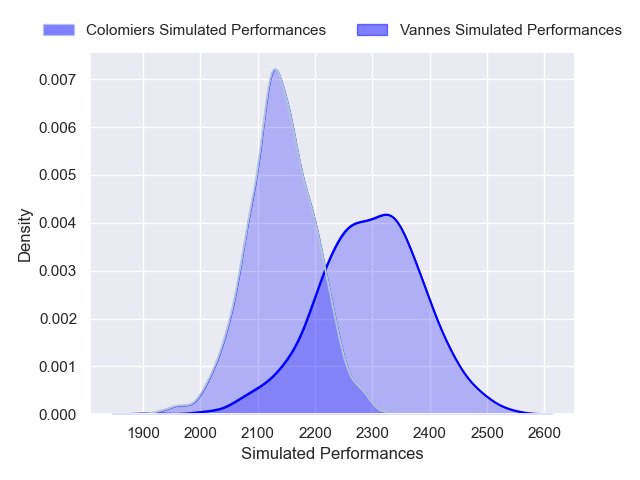 Colomiers Simulated Performances
Vannes Simulated Performances
0.007
0.006
0.005
0.004
0.003
0.002
0.001
0.000
Density
1900 2000 2100 2200 2300 2400 2500 2600
Simulated Performances